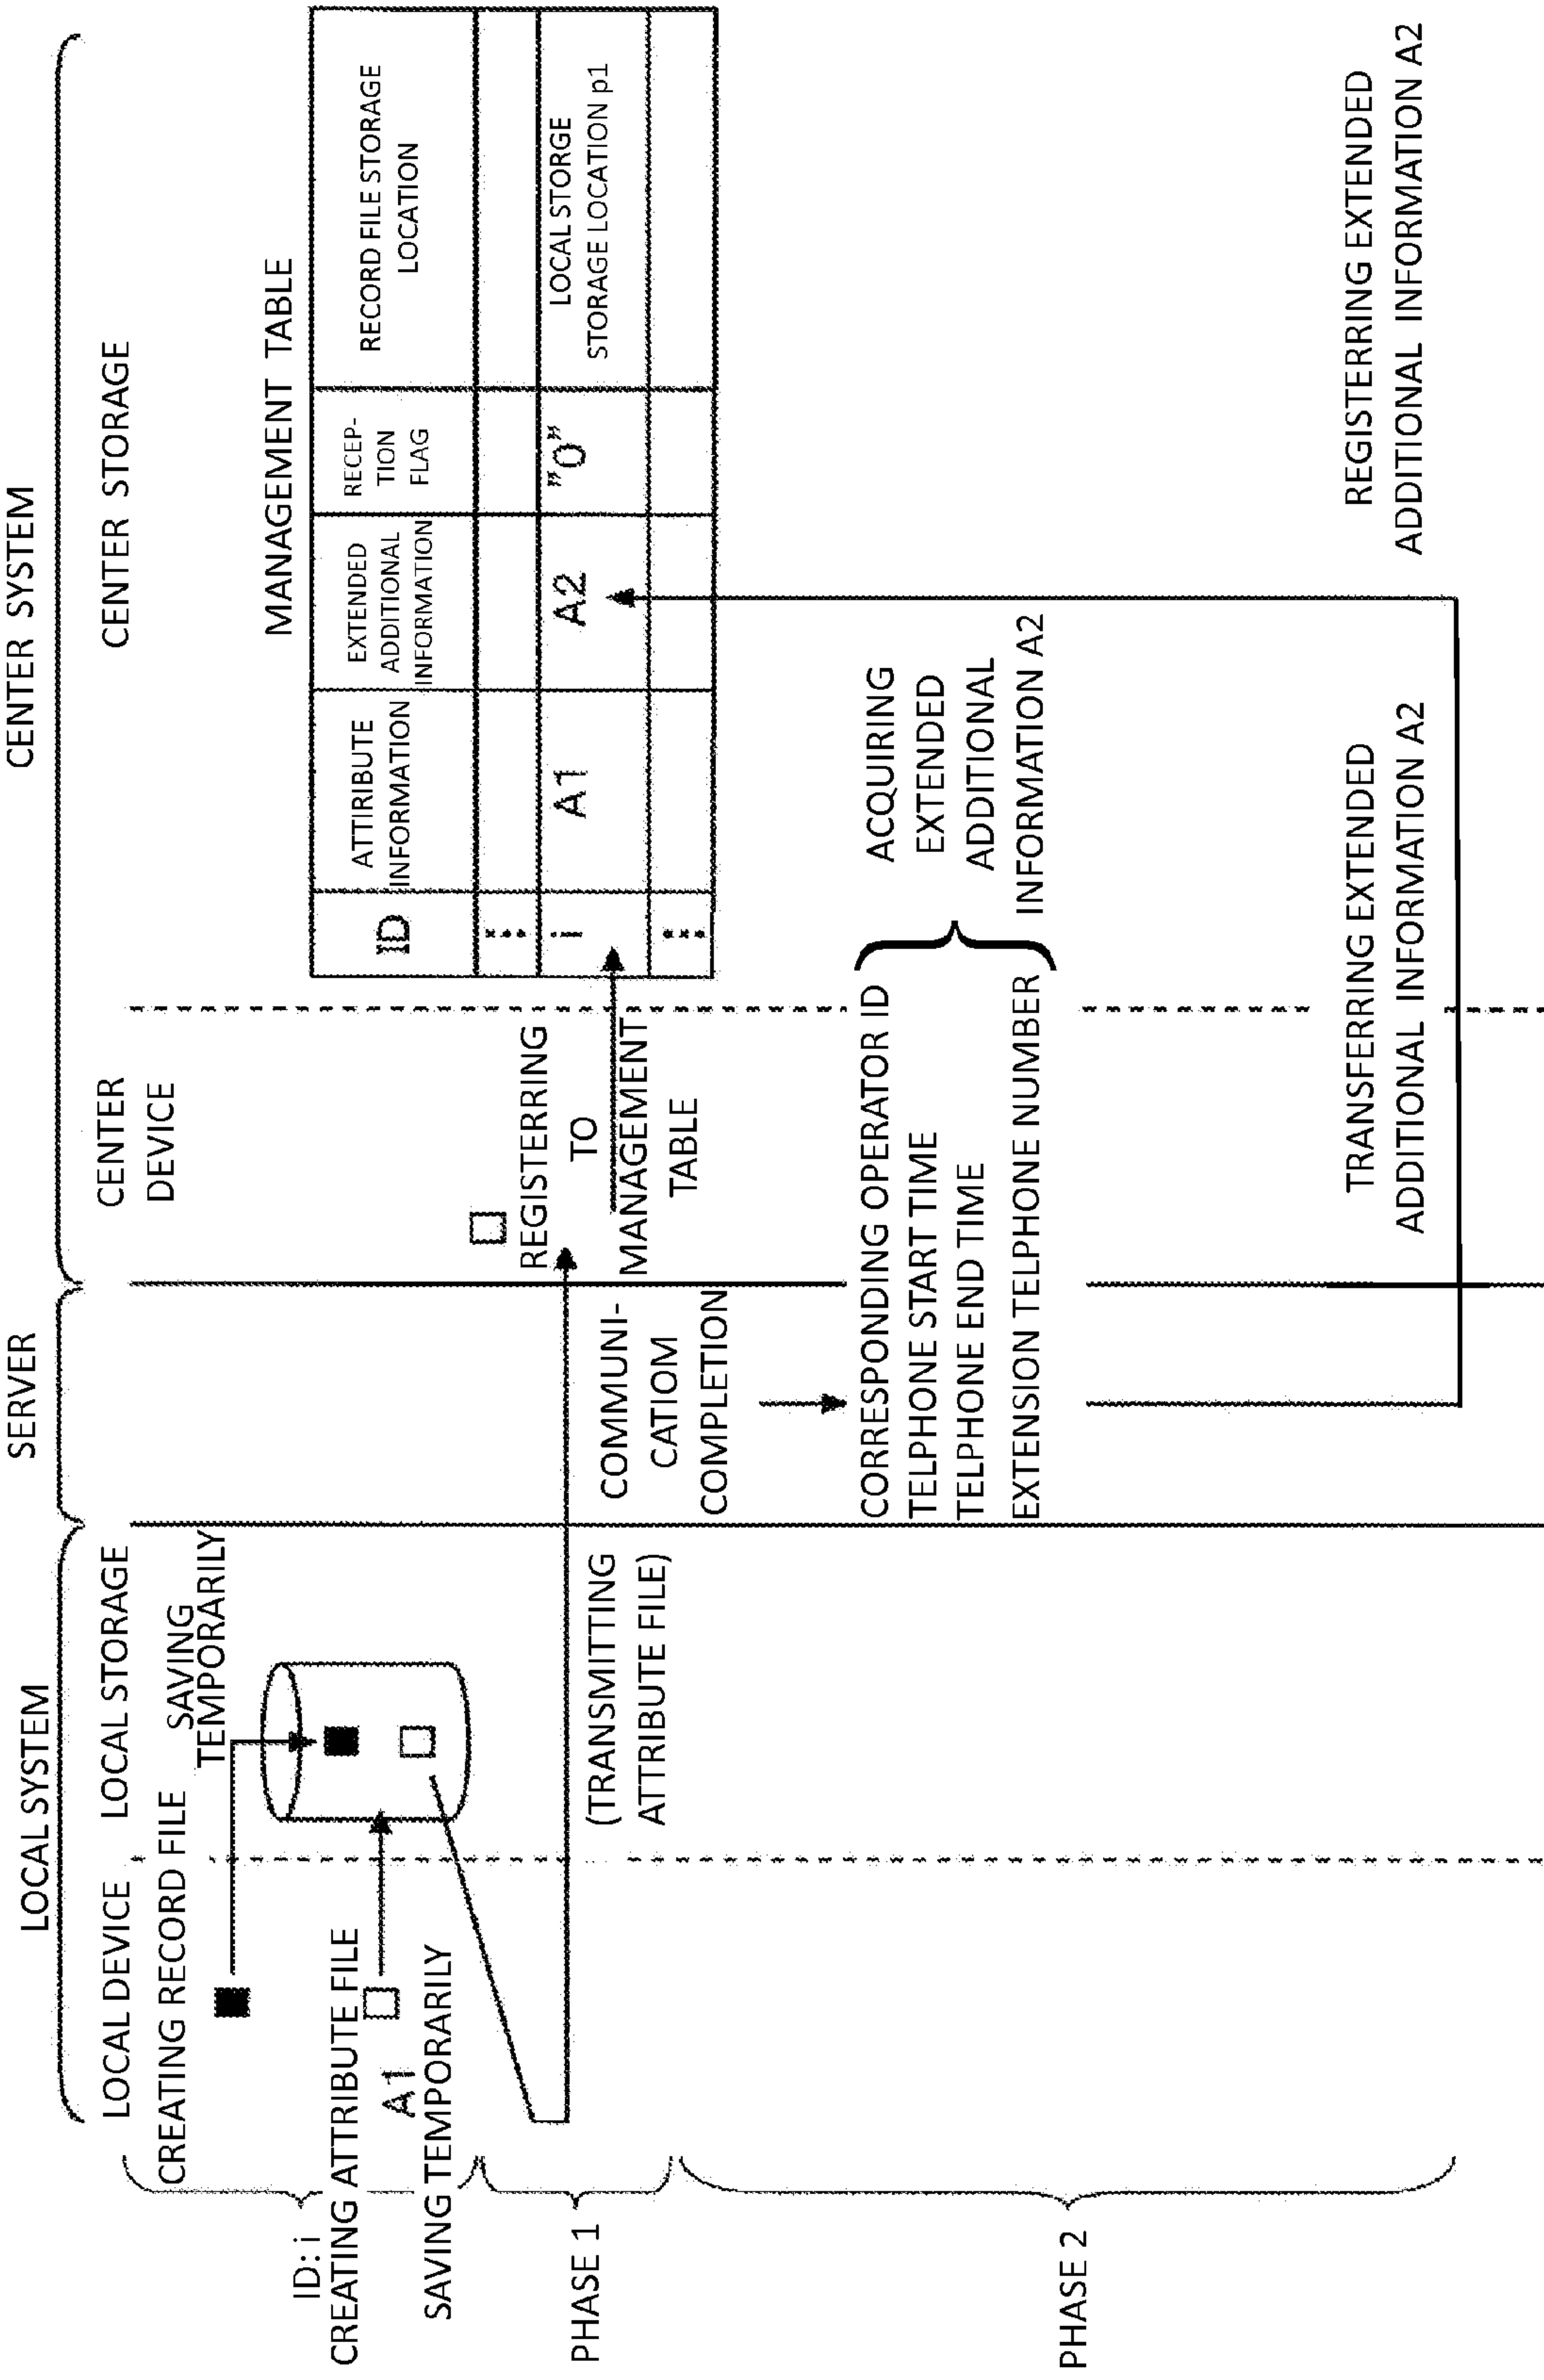 LOCAL SYSTEM
SERVER
CENTER SYSTEM
LOCAL DEVICE
LOCAL STORAGE
CENTER
DEVICE
CENTER STORAGE
CREATING RECORD FILE
SAVING
TEMPORARILY
ID: i
CREATING ATTRIBUTE FILE
A1
SAVING TEMPORARILY
MANAGEMENT TABLE
ID
ATTIRIBUTE
INFORMATION
EXTENDED
ADDITIONAL
INFORMATION
RECEP-
TION
FLAG
RECORD FILE STORAGE
LOCATION
i
A1
A2
"0"
LOCAL STORGE
STORAGE LOCATION p1
PHASE 1
(TRANSMITTING
ATTRIBUTE FILE)
REGISTERRING
TO
MANAGEMENT
TABLE
COMMUNI-
CATIOM
COMPLETION
PHASE 2
CORRESPONDING OPERATOR ID
TELPHONE START TIME
TELPHONE END TIME
EXTENSION TELEPHONE NUMBER
ACQUIRING
EXTENDED
ADDITIONAL
INFORMATION A2
TRANSFERRING EXTENDED
ADDITIONAL INFORMATION A2
REGISTERRING EXTENDED
ADDITIONAL INFORMATION A2